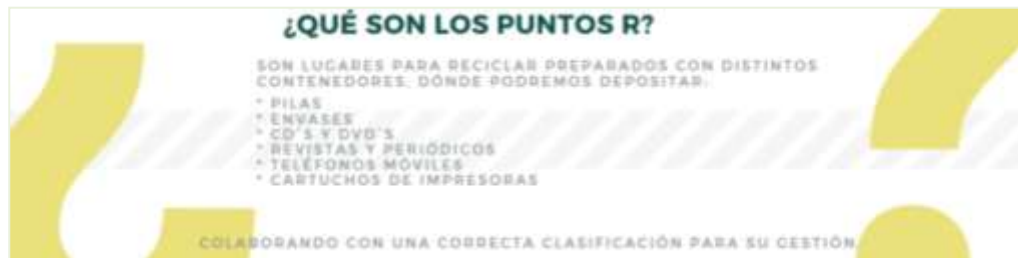 ¿QUÉ SON LOS PUNTOS R?
SON LUGARES PARA RECICLAR PREPARADOS CON DISTINTOS
CONTENEDORES, DÓNDE PODREMOS DEPOSITAR:
* PILAS
* ENVASES
* CD´S Y DVD´S
* REVISTAS Y PERIÓDICOS
* TELÉFONOS MÓVILES
* CARTUCHOS DE IMPRESORAS
COLABORANDO CON UNA CORRECTA CLASIFICACIÓN PARA SU GESTIÓN.